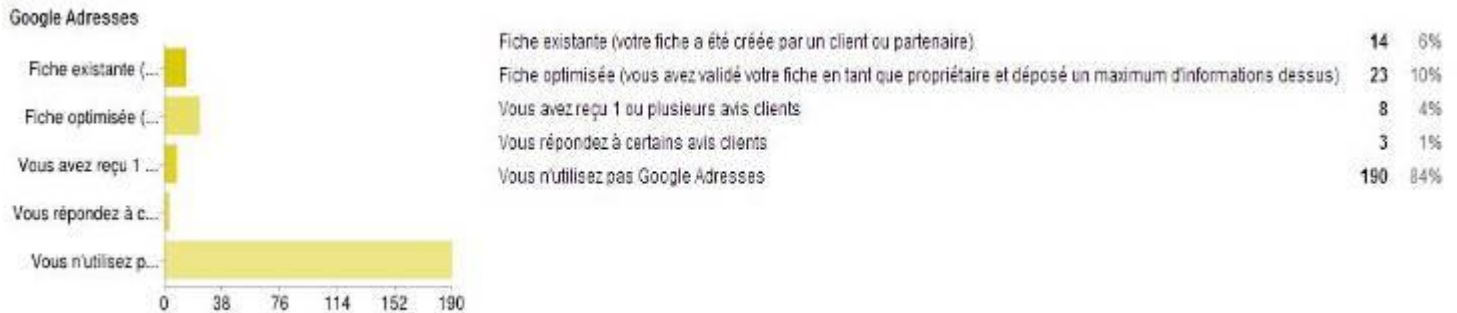 Google Adresses
Fiche existante (...
Fiche optimisée (...
Vous avez reçu 1 ...
Vous répondez à c...
Vous n'utilisez p...
0 38 76 114 152 190
Fiche existante (votre fiche a été créée par un client ou partenaire) 14 6%
Fiche optimisée (vous avez validé votre fiche en tant que propriétaire et déposé un maximum d'informations dessus) 23 10%
Vous avez reçu 1 ou plusieurs avis clients 8 4%
Vous répondez à certains avis clients 3 1%
Vous n'utilisez pas Google Adresses 190 84%